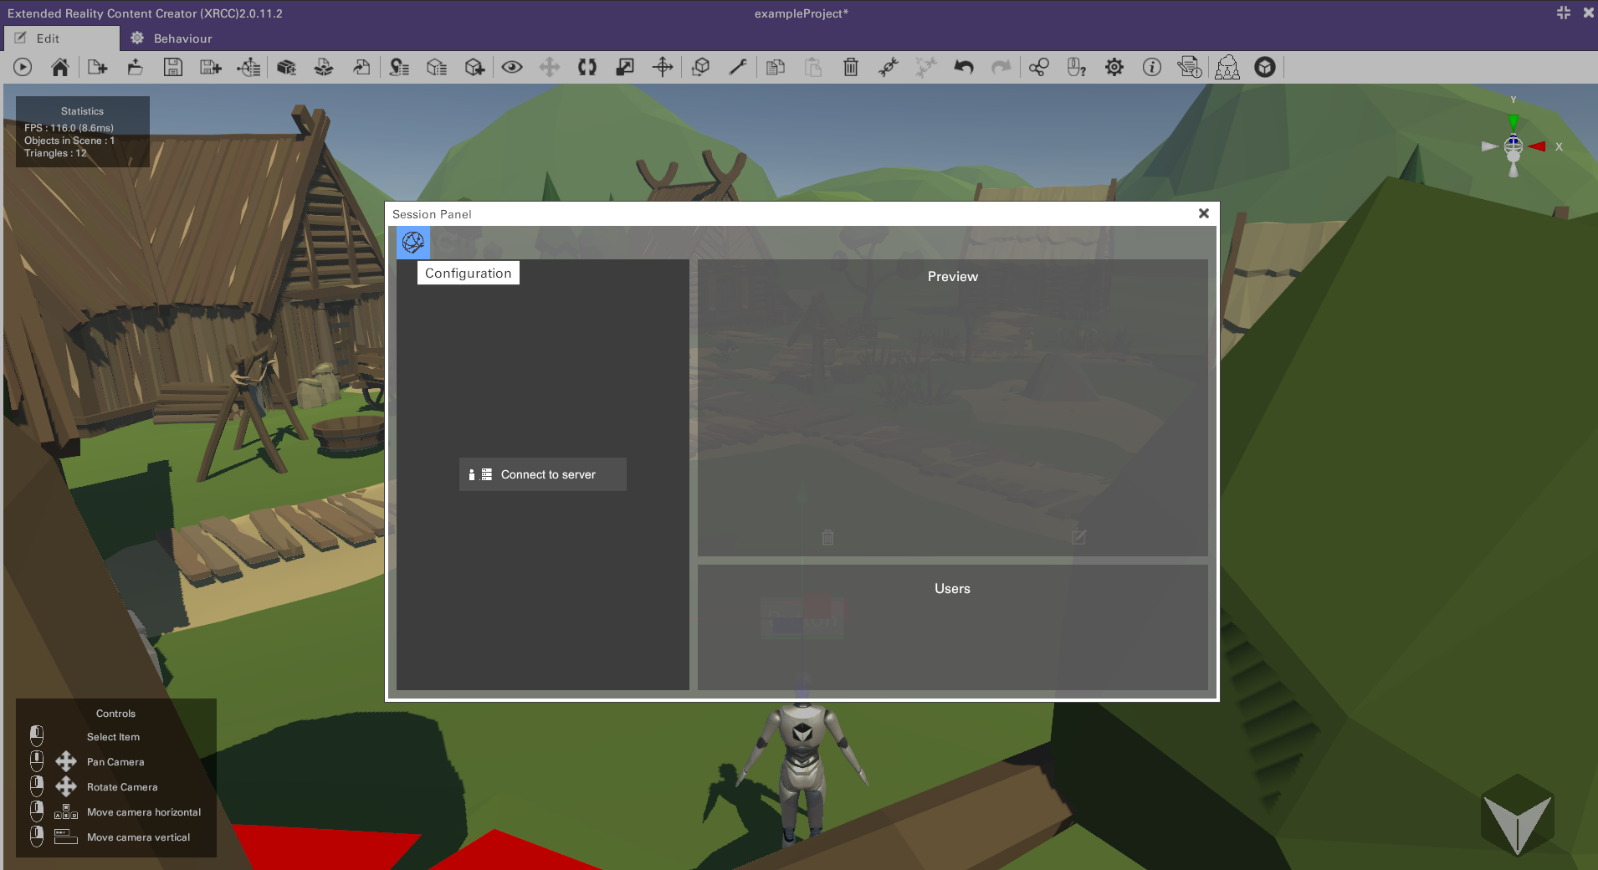 Extended Reality Content Creator (XRCC)2.0.11.2
exampleProject*
Edit
Behaviour
Statistics
FPS : 116.0 (8.6ms)
Objects in Scene : 1
Triangles : 12
Y
X
Session Panel
Configuration
Preview
Connect to server
Users
Controls
Select Item
Pan Camera
Rotate Camera
Move camera horizontal
Move camera vertical